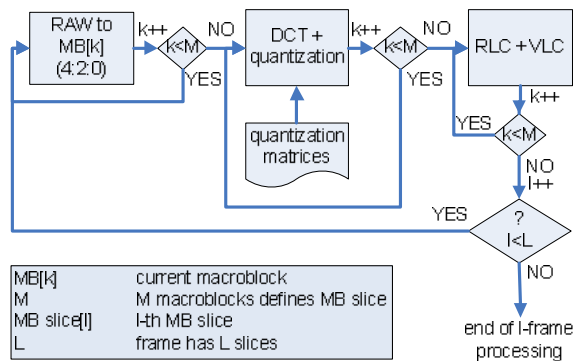 RAW to
MB[k]
(4:2:0)
k++
k<M
NO
YES
DCT +
quantization
k++
k<M
NO
YES
RLC + VLC
k++
k<M
YES
NO
l++
quantization
matrices
?
l<L
YES
NO
end of I-frame
processing
MB[k] current macroblock
M M macroblocks defines MB slice
MB slice[l] l-th MB slice
L frame has L slices